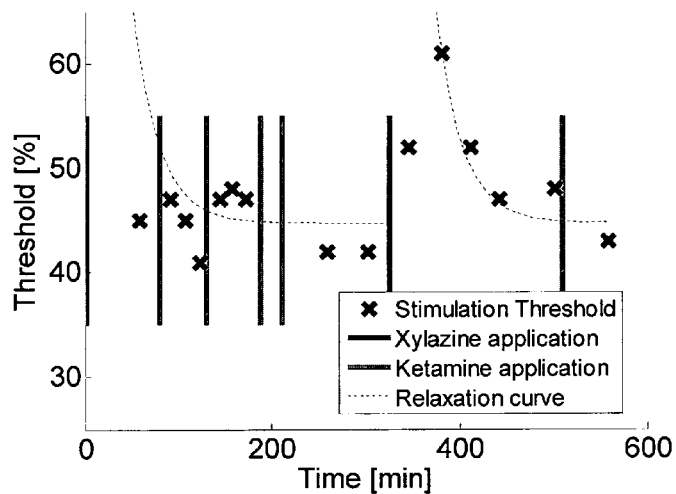 60
50
40
30
Threshold [%]
Stimulation Threshold
Xylazine application
Ketamine application
Relaxation curve
0
200
400
600
Time [min]